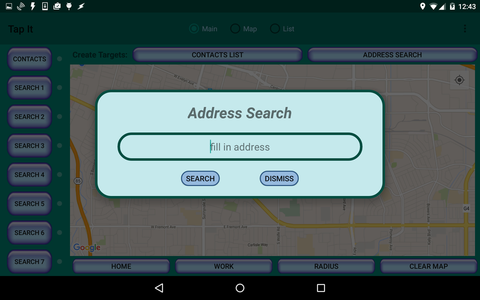 12:43
Tap It
Main
Map
List
CONTACTS
Create Targets:
CONTACTS LIST
ADDRESS SEARCH
SEARCH 1
SEARCH 2
SEARCH 3
SEARCH 4
SEARCH 5
SEARCH 6
SEARCH 7
Address Search
fill in address
SEARCH
DISMISS
Google
HOME
WORK
RADIUS
CLEAR MAP